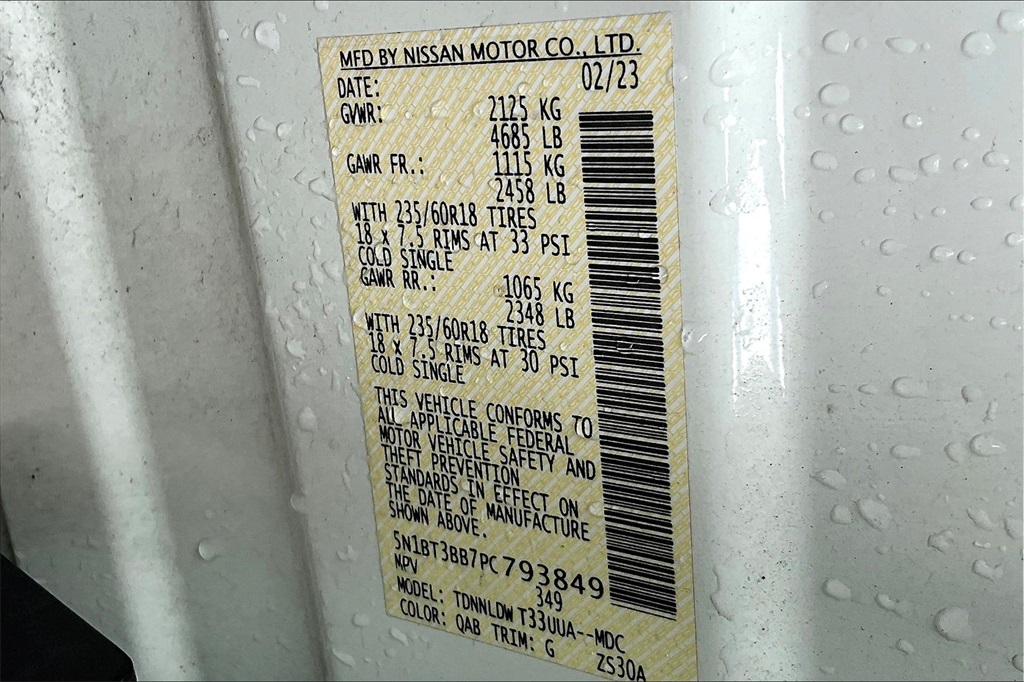 MFD BY NISSAN MOTOR CO., LTD.
DATE: 02/23
GVWR: 2125 KG
4685 LB
GAWR FR.: 1115 KG
2458 LB
WITH 235/60R18 TIRES
18 x 7.5 RIMS AT 33 PSI
COLD SINGLE
GAWR RR.: 1065 KG
2348 LB
WITH 235/60R18 TIRES
18 x 7.5 RIMS AT 30 PSI
COLD SINGLE
THIS VEHICLE CONFORMS TO
ALL APPLICABLE FEDERAL
MOTOR VEHICLE SAFETY AND
THEFT PREVENTION
STANDARDS IN EFFECT ON
THE DATE OF MANUFACTURE
SHOWN ABOVE.
5N1BT3BB7PC793849
MPV 349
MODEL: TDNNLDW T33UUA--MDC
COLOR: QAB TRIM: G ZS30A